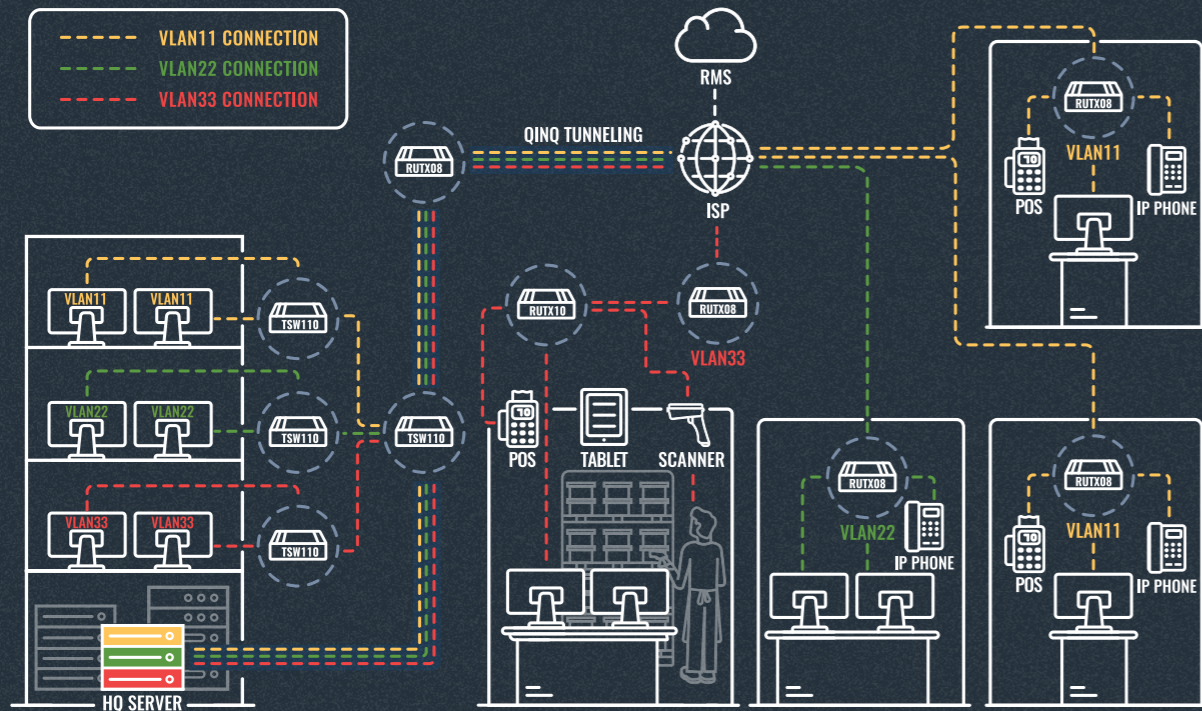 VLAN11 CONNECTION
VLAN22 CONNECTION
VLAN33 CONNECTION
RMS
QINQ TUNNELING
ISP
RUTX08
RUTX08
VLAN11
POS
IP PHONE
VLAN11
VLAN11
TSW110
RUTX10
RUTX08
VLAN33
VLAN22
VLAN22
TSW110
TSW110
POS
TABLET
SCANNER
RUTX08
VLAN22
IP PHONE
RUTX08
VLAN11
POS
IP PHONE
VLAN33
VLAN33
TSW110
HQ SERVER